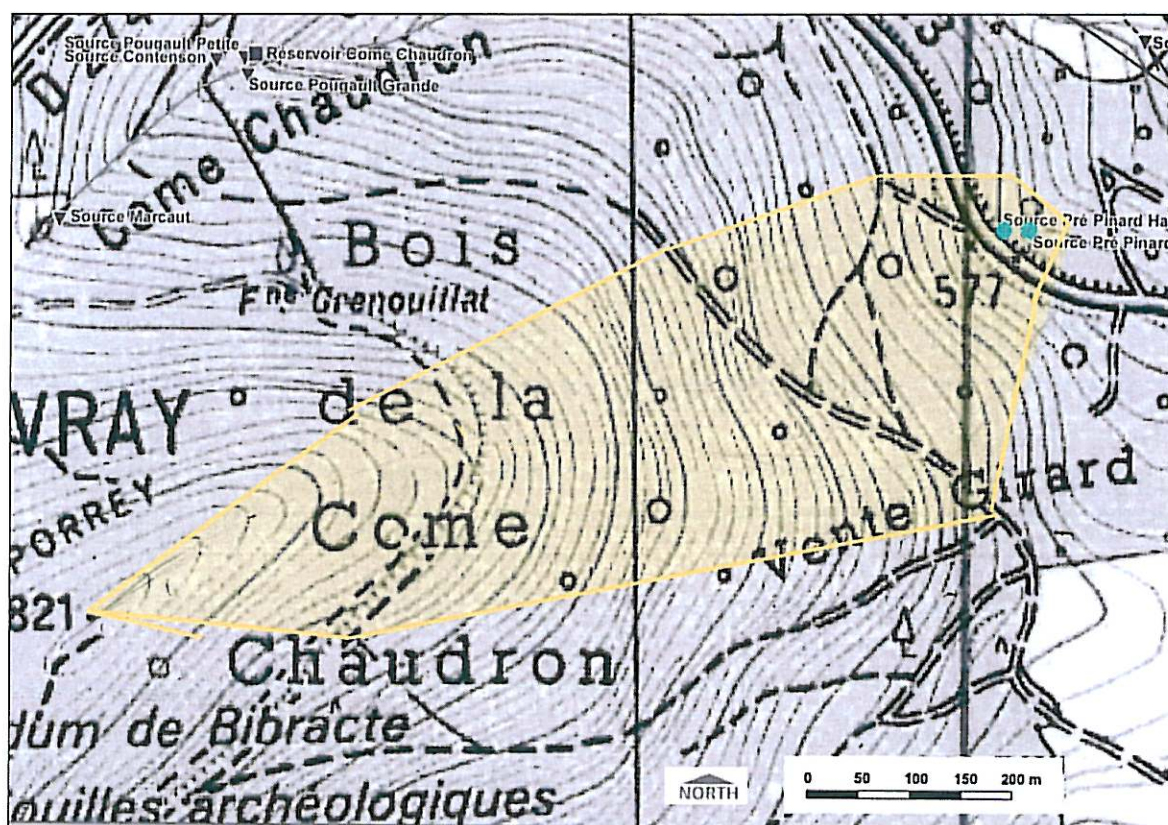 Source Pougault Petite
Source Contenson
Réservoir Come Chaudron
Source Pougault Grande
Come Chaudron
Source Marcaut
Source Pré Pinard Ha
Source Pré Pinard
Bois
Fne Grenouillat
577
VRAY
de la
PORREY
Come
Vente Girard
821
Chaudron
dum de Bibracte
ouilles archéologiques
NORTH
0 50 100 150 200 m